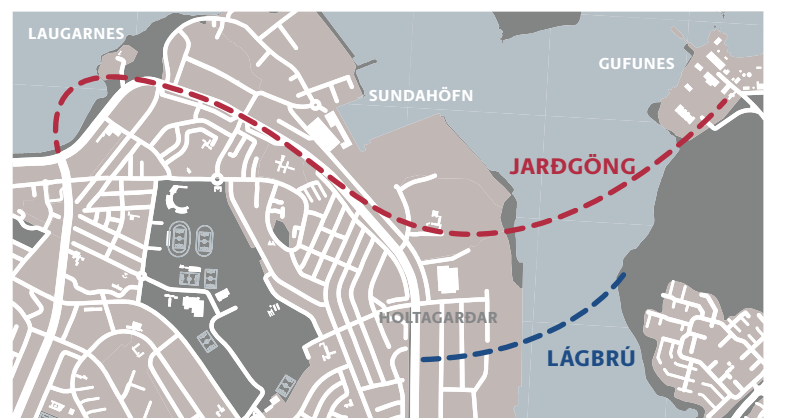 LAUGARNES
GUFUNES
SUNDAHÖFN
JARÐGÖNG
HOLTAGARÐAR
LÁGBRÚ